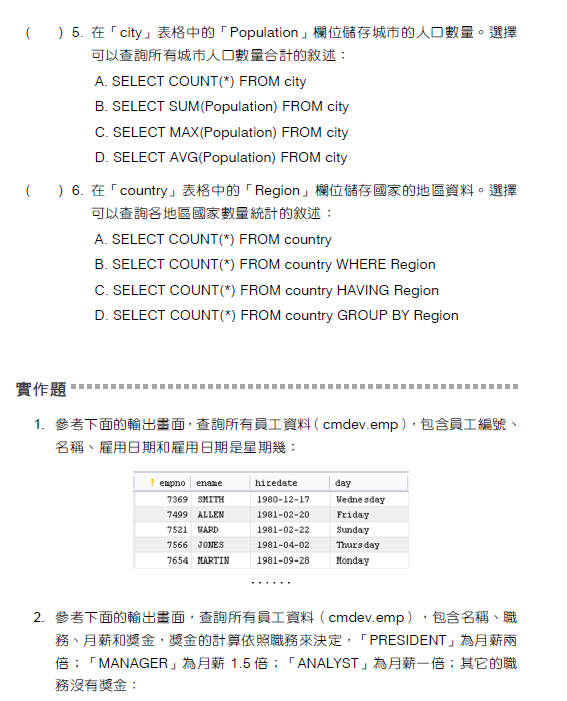 (　　) 5. 在「city」表格中的「Population」欄位儲存城市的人口數量。選擇
可以查詢所有城市人口數量合計的敘述：
A. SELECT COUNT(*) FROM city
B. SELECT SUM(Population) FROM city
C. SELECT MAX(Population) FROM city
D. SELECT AVG(Population) FROM city
(　　) 6. 在「country」表格中的「Region」欄位儲存國家的地區資料。選擇
可以查詢各地區國家數量統計的敘述：
A. SELECT COUNT(*) FROM country
B. SELECT COUNT(*) FROM country WHERE Region
C. SELECT COUNT(*) FROM country HAVING Region
D. SELECT COUNT(*) FROM country GROUP BY Region
實作題
1. 參考下面的輸出畫面，查詢所有員工資料（cmdev.emp），包含員工編號、
名稱、雇用日期和雇用日期是星期幾：
empno ename hiredate day
7369 SMITH 1980-12-17 Wednesday
7499 ALLEN 1981-02-20 Friday
7521 WARD 1981-02-22 Sunday
7566 JONES 1981-04-02 Thursday
7654 MARTIN 1981-09-28 Monday
......
2. 參考下面的輸出畫面，查詢所有員工資料（cmdev.emp），包含名稱、職
務、月薪和獎金，獎金的計算依照職務來決定，「PRESIDENT」為月薪兩
倍；「MANAGER」為月薪 1.5 倍；「ANALYST」為月薪一倍；其它的職
務沒有獎金：